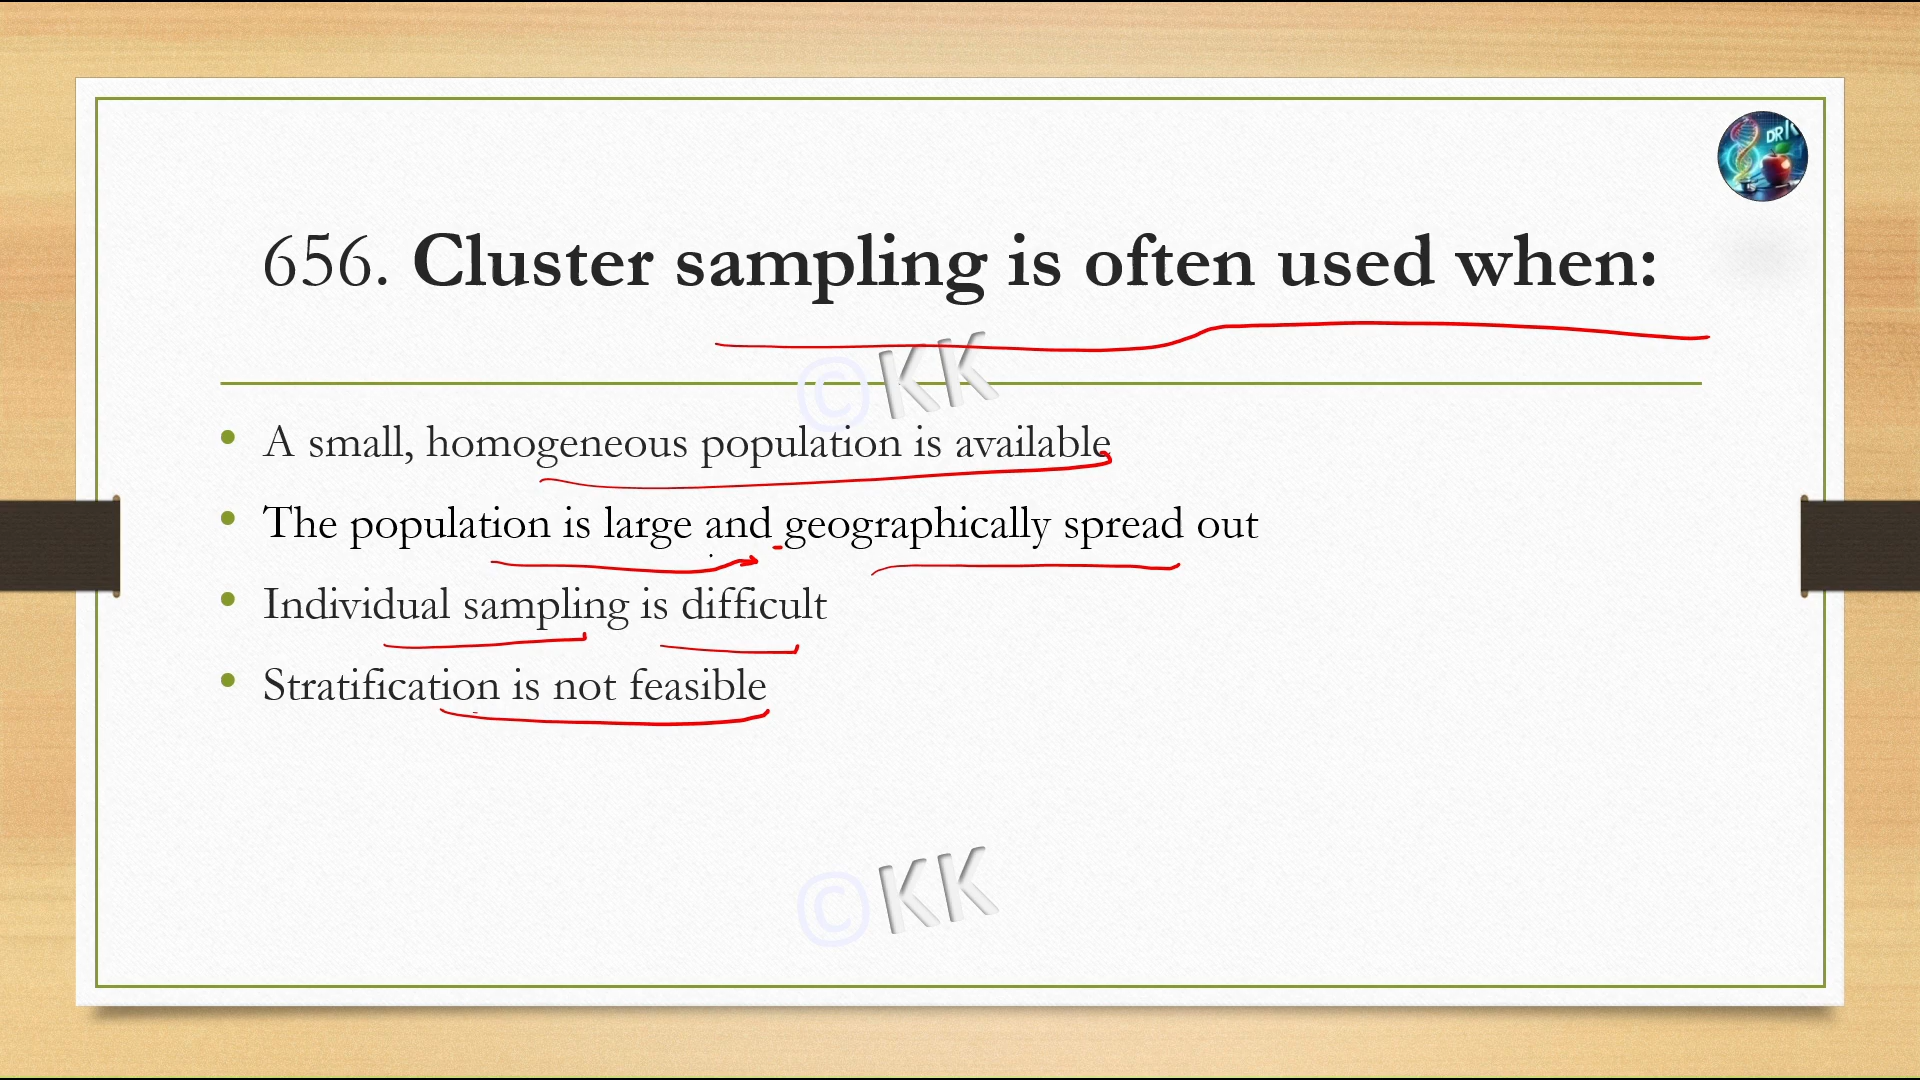 DR K
656. Cluster sampling is often used when:
©KK
A small, homogeneous population is available
The population is large and geographically spread out
Individual sampling is difficult
Stratification is not feasible
©KK